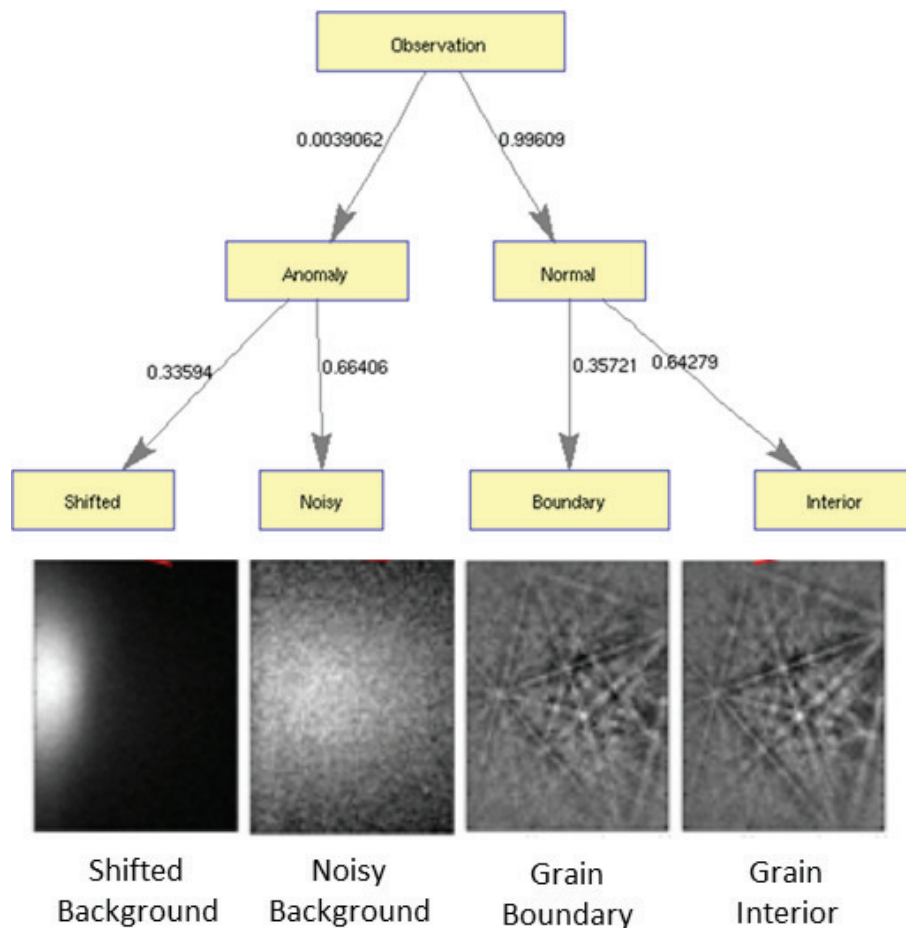 Observation
0.0039062
0.99609
Anomaly
Normal
0.33594
0.66406
0.35721
0.64279
Shifted
Noisy
Boundary
Interior
Shifted
Background
Noisy
Background
Grain
Boundary
Grain
Interior